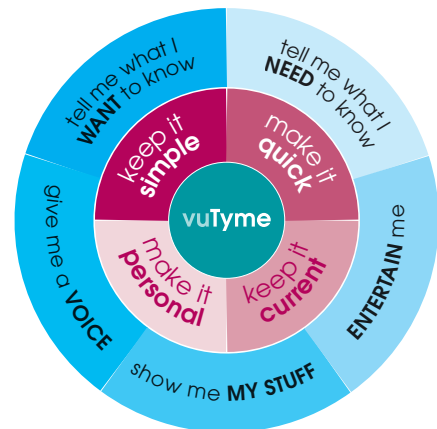 tell me what I
WANT to know
tell me what I
NEED to know
ENTERTAIN me
show me MY STUFF
give me a VOICE
keep it
simple
make it
quick
keep it
current
make it
personal
vuTyme